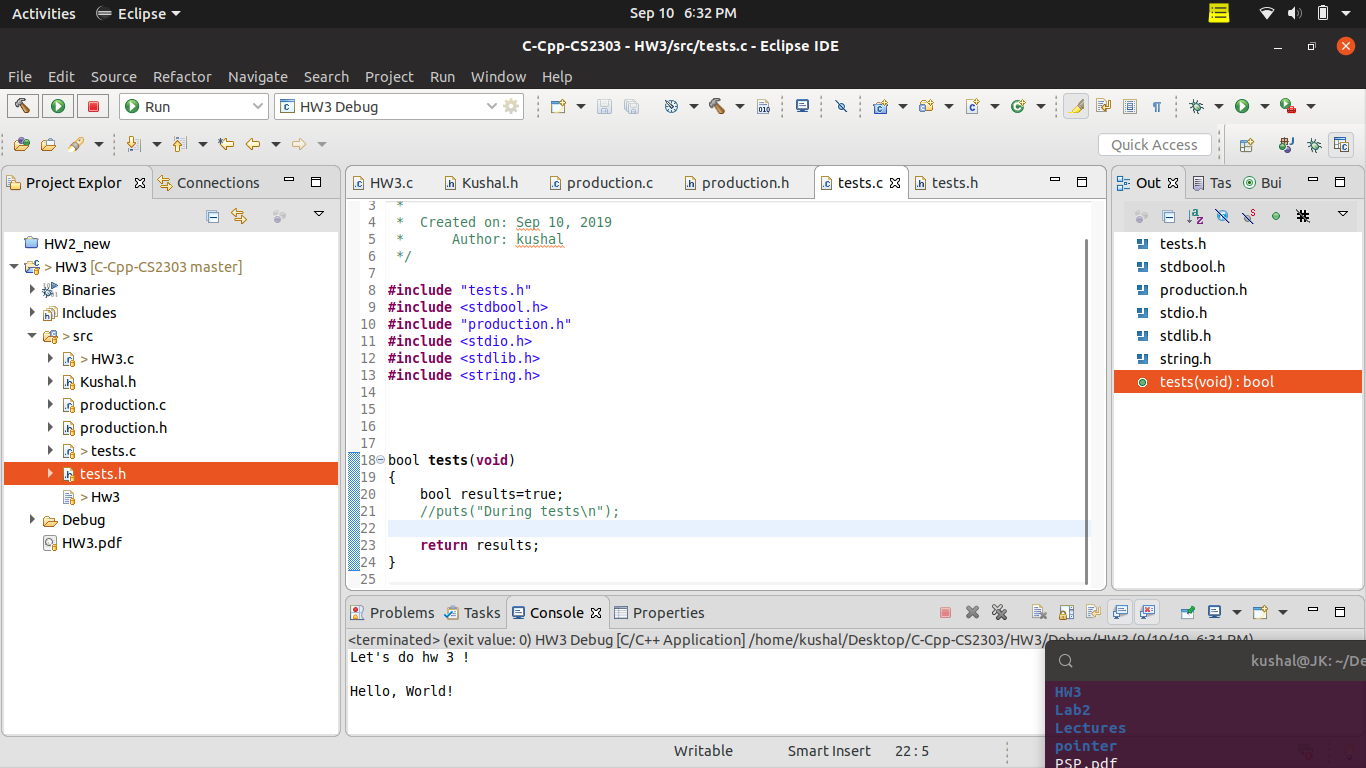 Activities Eclipse Sep 10 6:32 PM
C-Cpp-CS2303 - HW3/src/tests.c - Eclipse IDE
File Edit Source Refactor Navigate Search Project Run Window Help
Run HW3 Debug
Quick Access
Project Explor Connections
HW2_new
> HW3 [C-Cpp-CS2303 master]
Binaries
Includes
> src
> HW3.c
Kushal.h
production.c
production.h
> tests.c
tests.h
> Hw3
Debug
HW3.pdf
HW3.c Kushal.h production.c production.h tests.c tests.h
3 *
4 * Created on: Sep 10, 2019
5 * Author: kushal
6 */
7
8 #include "tests.h"
9 #include <stdbool.h>
10 #include "production.h"
11 #include <stdio.h>
12 #include <stdlib.h>
13 #include <string.h>
14
15
16
17
18 bool tests(void)
19 {
20 bool results=true;
21 //puts("During tests\n");
22
23 return results;
24 }
25
Out Tas Bui
tests.h
stdbool.h
production.h
stdio.h
stdlib.h
string.h
tests(void) : bool
Problems Tasks Console Properties
<terminated> (exit value: 0) HW3 Debug [C/C++ Application] /home/kushal/Desktop/C-Cpp-CS2303/HW3/Debug/HW3 (9/10/19, 6:31 PM)
Let's do hw 3 !
Hello, World!
kushal@JK: ~/De
HW3
Lab2
Lectures
pointer
PSP.pdf
Writable Smart Insert 22 : 5